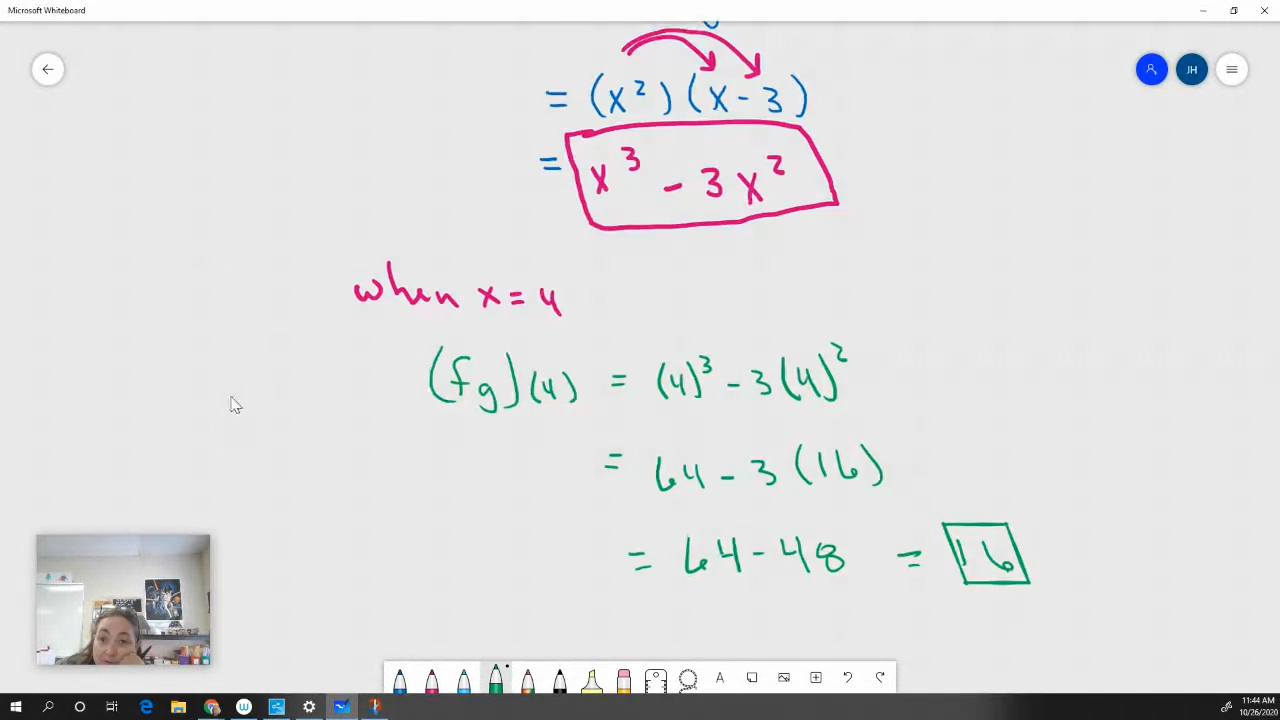 Microsoft Whiteboard
JH
= (x²)(x-3)
= x³ - 3x²
when x = 4
(fg)(4) = (4)³ - 3(4)²
= 64 - 3(16)
= 64 - 48 = 16
A
11:44 AM
10/26/2020